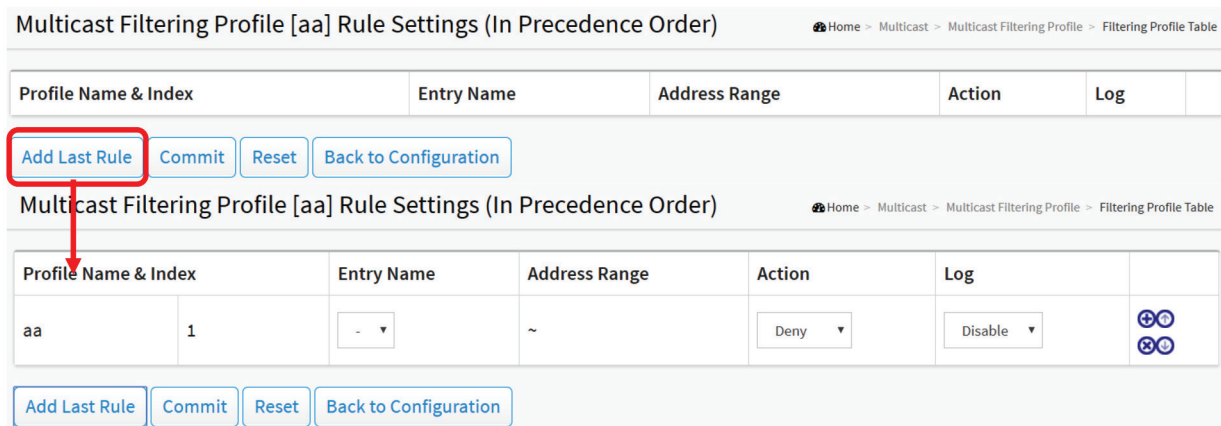 Multicast Filtering Profile [aa] Rule Settings (In Precedence Order) Home > Multicast > Multicast Filtering Profile > Filtering Profile Table
Profile Name & Index Entry Name Address Range Action Log
Add Last Rule Commit Reset Back to Configuration
Multicast Filtering Profile [aa] Rule Settings (In Precedence Order) Home > Multicast > Multicast Filtering Profile > Filtering Profile Table
Profile Name & Index Entry Name Address Range Action Log
aa 1 - ~ Deny Disable
Add Last Rule Commit Reset Back to Configuration